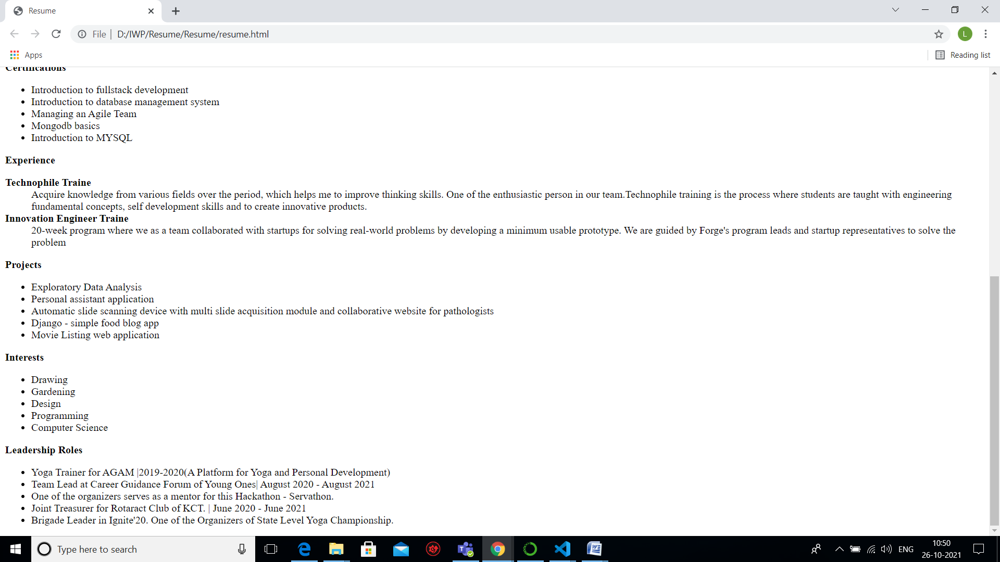 Resume
File
D:/IWP/Resume/Resume/resume.html
L
Apps
Reading list
Certifications
Introduction to fullstack development
Introduction to database management system
Managing an Agile Team
Mongodb basics
Introduction to MYSQL
Experience
Technophile Traine
Acquire knowledge from various fields over the period, which helps me to improve thinking skills. One of the enthusiastic person in our team.Technophile training is the process where students are taught with engineering
fundamental concepts, self development skills and to create innovative products.
Innovation Engineer Traine
20-week program where we as a team collaborated with startups for solving real-world problems by developing a minimum usable prototype. We are guided by Forge's program leads and startup representatives to solve the
problem
Projects
Exploratory Data Analysis
Personal assistant application
Automatic slide scanning device with multi slide acquisition module and collaborative website for pathologists
Django - simple food blog app
Movie Listing web application
Interests
Drawing
Gardening
Design
Programming
Computer Science
Leadership Roles
Yoga Trainer for AGAM |2019-2020(A Platform for Yoga and Personal Development)
Team Lead at Career Guidance Forum of Young Ones| August 2020 - August 2021
One of the organizers serves as a mentor for this Hackathon - Servathon.
Joint Treasurer for Rotaract Club of KCT. | June 2020 - June 2021
Brigade Leader in Ignite'20. One of the Organizers of State Level Yoga Championship.
Type here to search
ENG
10:50
26-10-2021